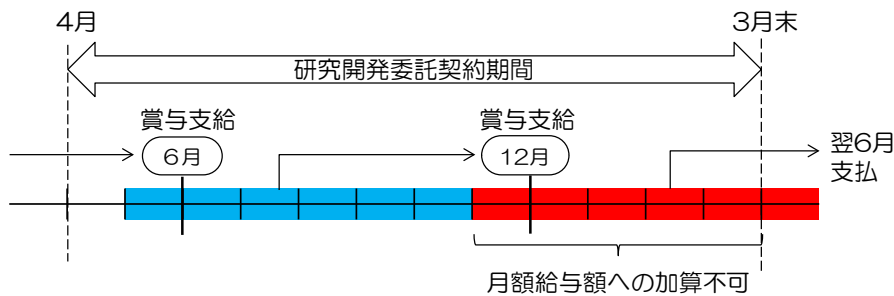 4月
3月末
研究開発委託契約期間
賞与支給
賞与支給
6月
12月
翌6月
支払
月額給与額への加算不可